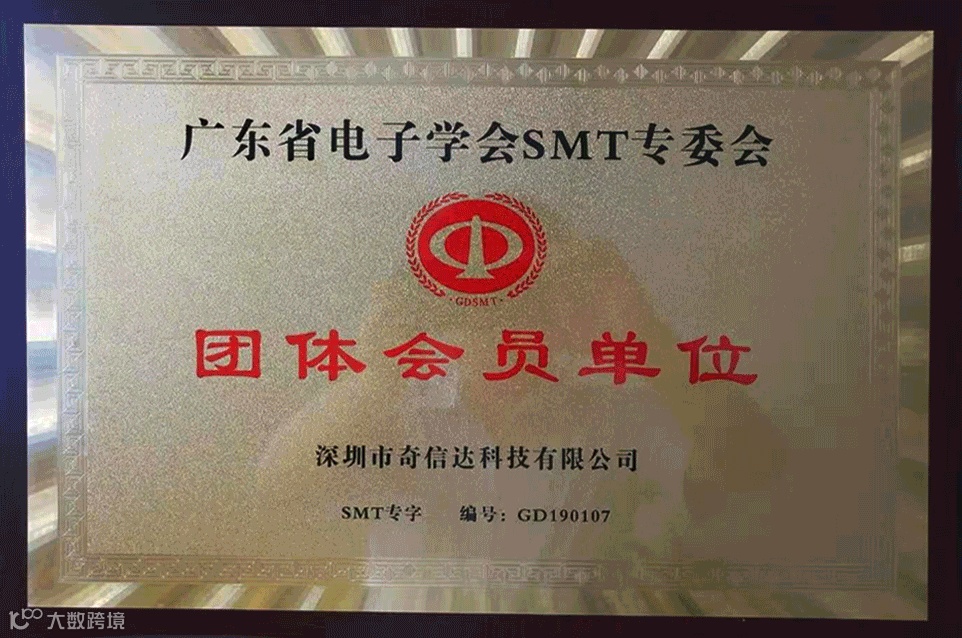 广东省电子学会SMT专委会
·GDSMT·
团体会员单位
深圳市奇信达科技有限公司
SMT专字 编号：GD190107
大数跨境